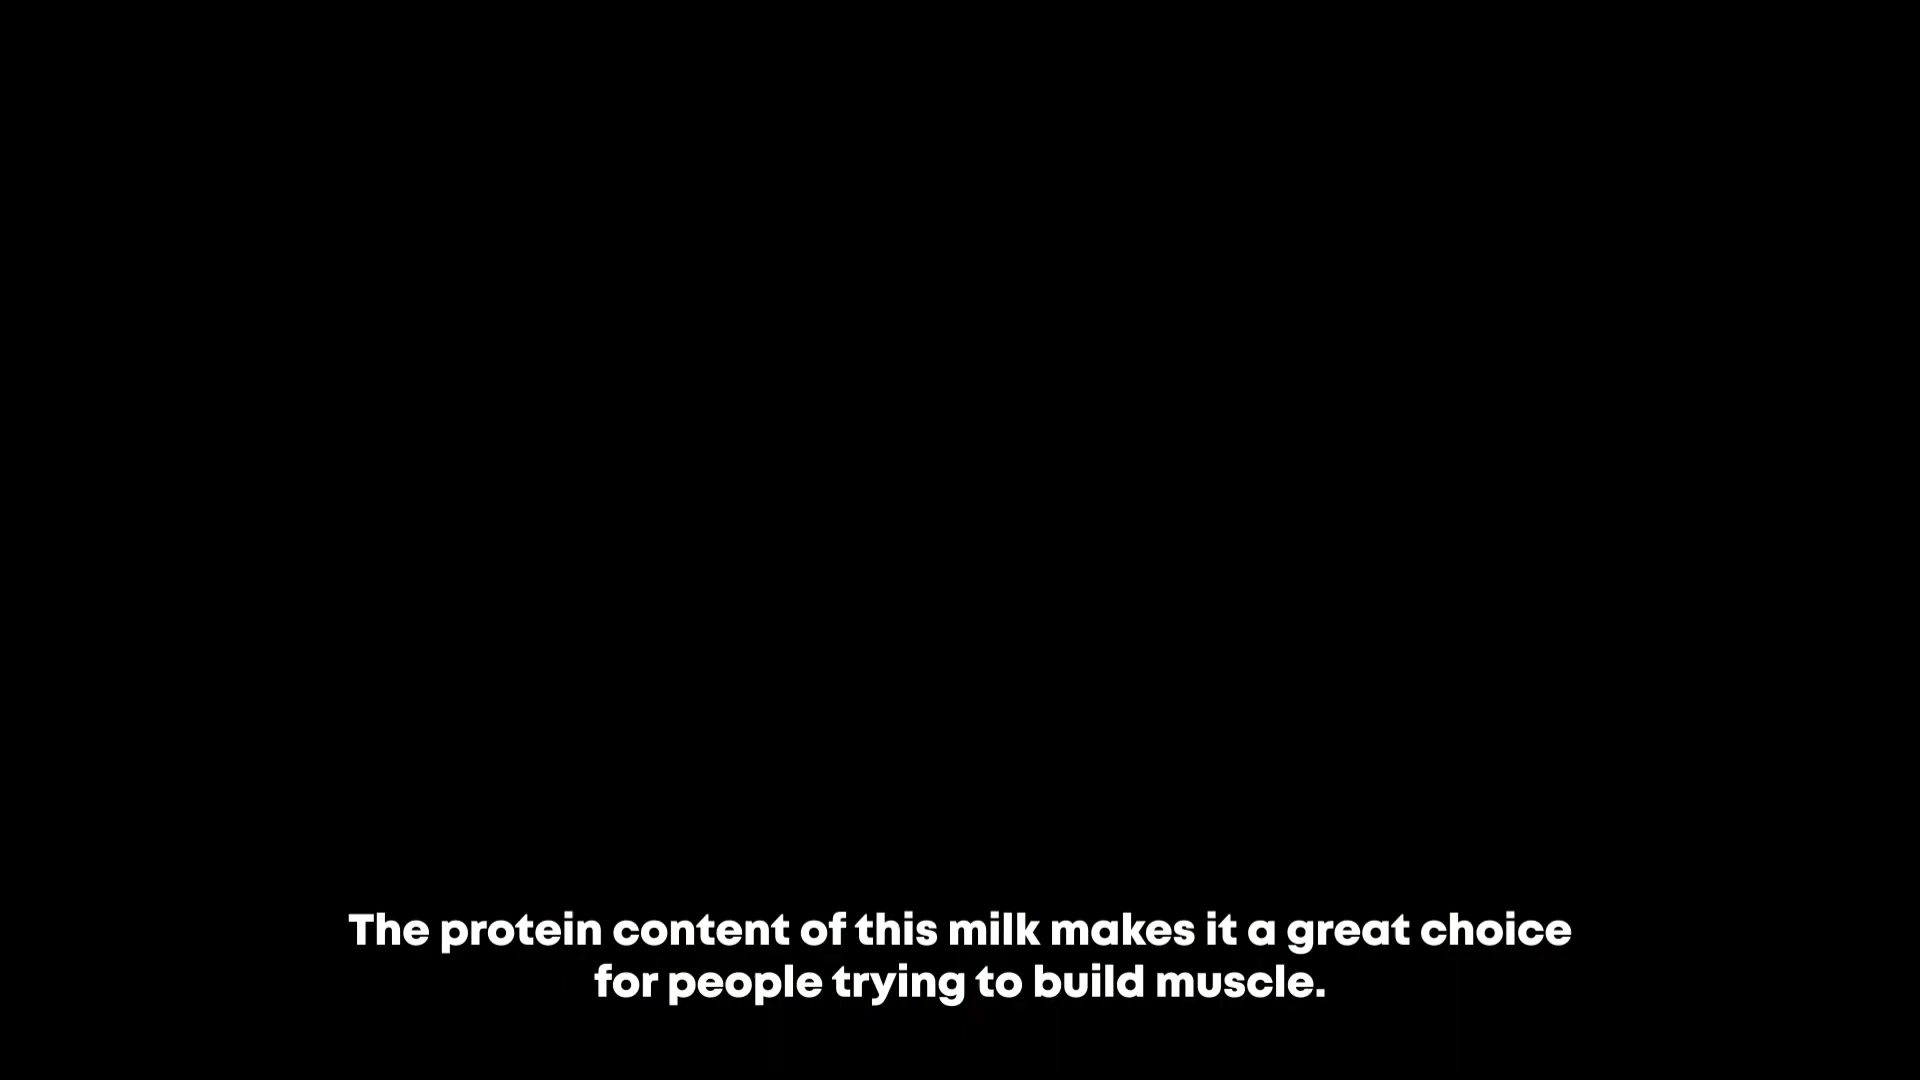 The protein content of this milk makes it a great choice
for people trying to build muscle.